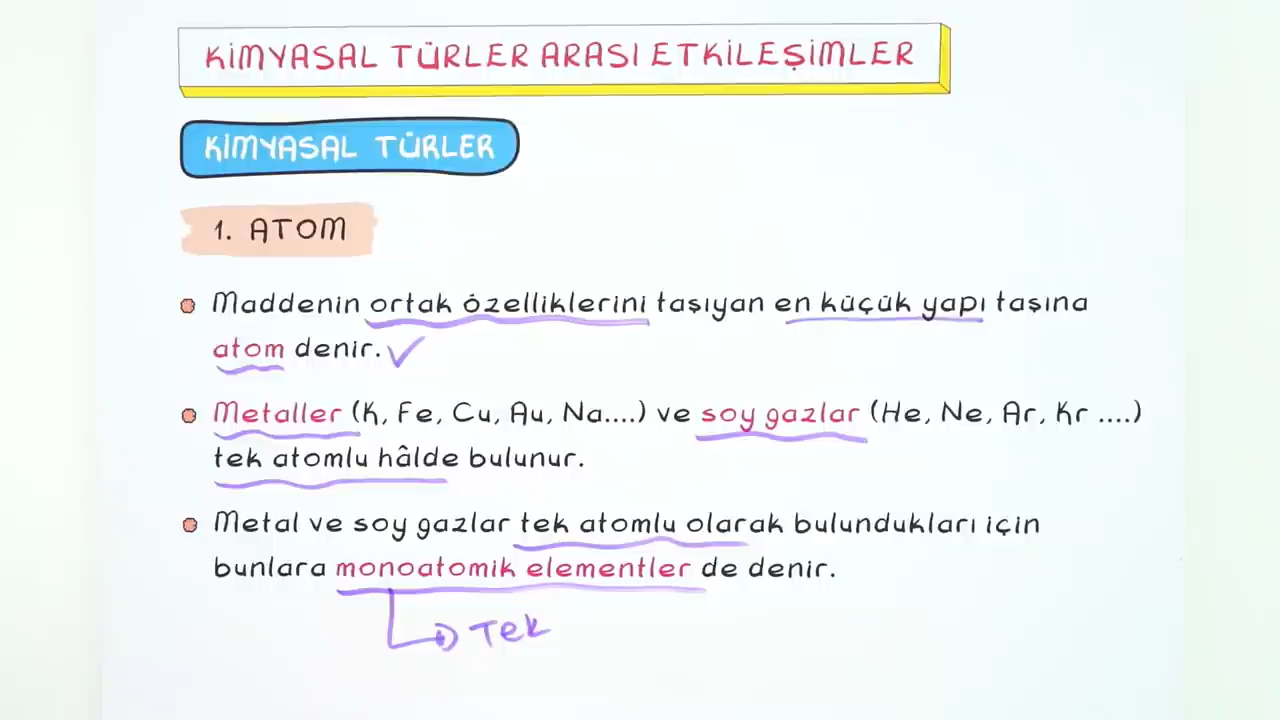 KİMYASAL TÜRLER ARASI ETKİLEŞİMLER
KİMYASAL TÜRLER
1. ATOM
Maddenin ortak özelliklerini taşıyan en küçük yapı taşına
atom denir.
Metaller (K, Fe, Cu, Au, Na....) ve soy gazlar (He, Ne, Ar, Kr ....)
tek atomlu hâlde bulunur.
Metal ve soy gazlar tek atomlu olarak bulundukları için
bunlara monoatomik elementler de denir.
Tek